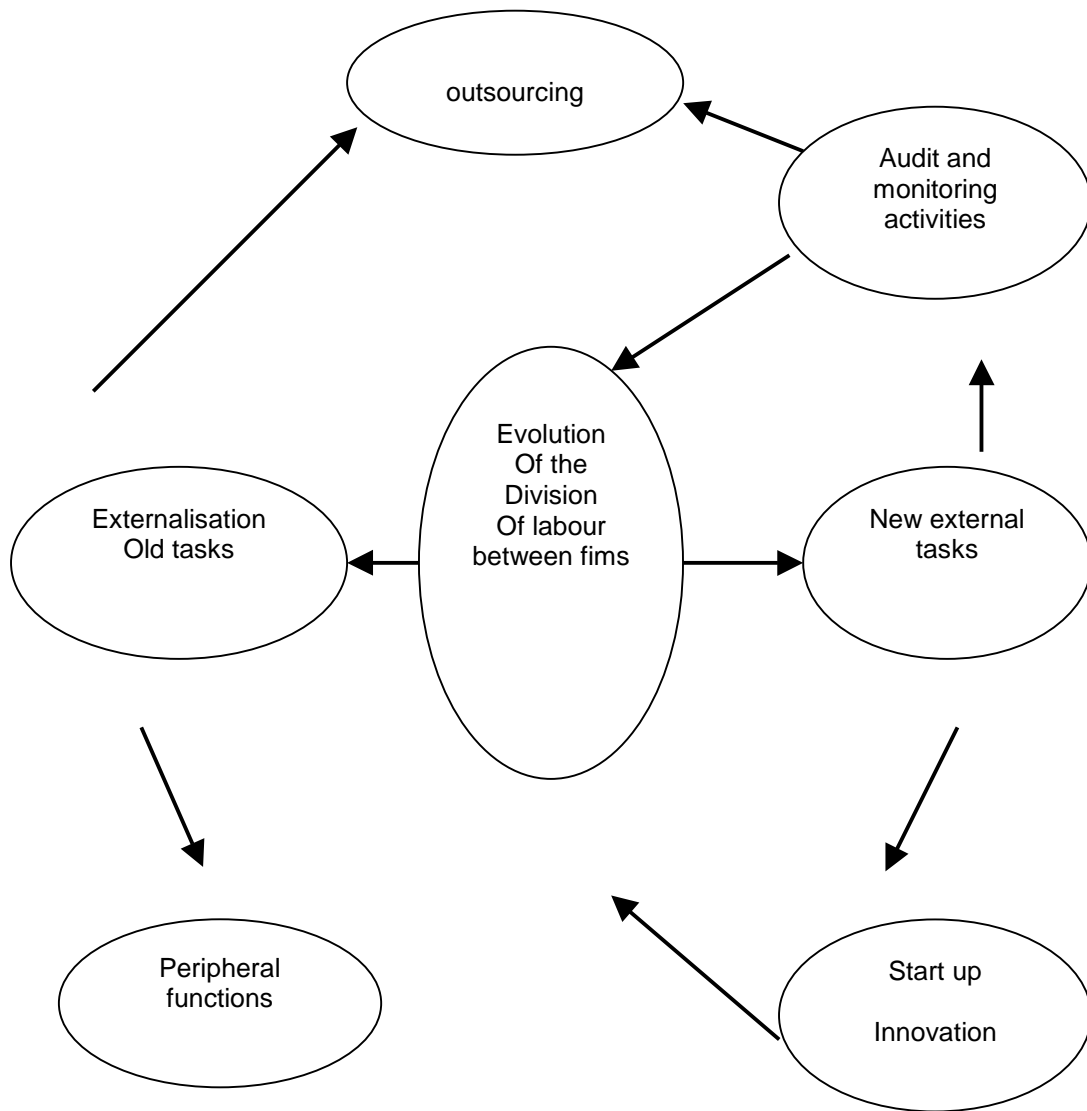 outsourcing
Audit and
monitoring
activities
Evolution
Of the
Division
Of labour
between fims
Externalisation
Old tasks
New external
tasks
Peripheral
functions
Start up
Innovation